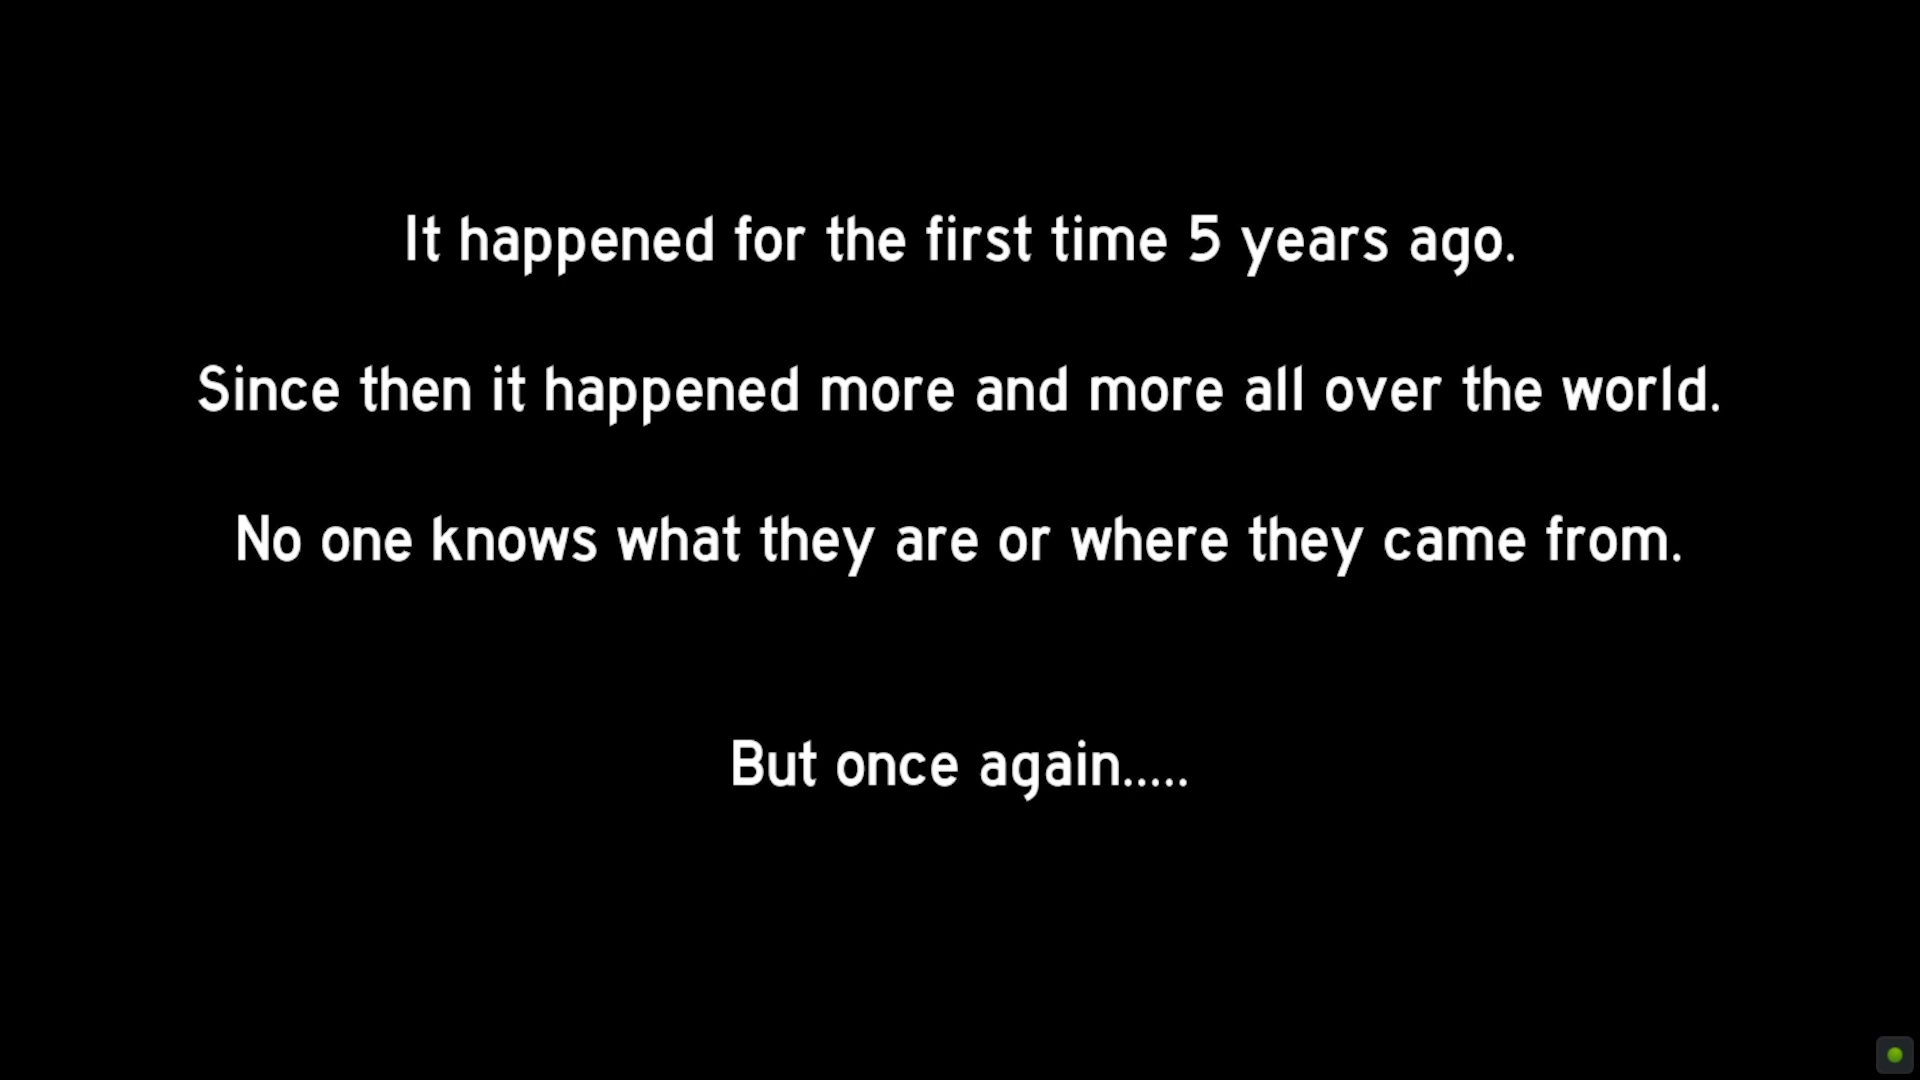 It happened for the first time 5 years ago.
Since then it happened more and more all over the world.
No one knows what they are or where they came from.
But once again.....